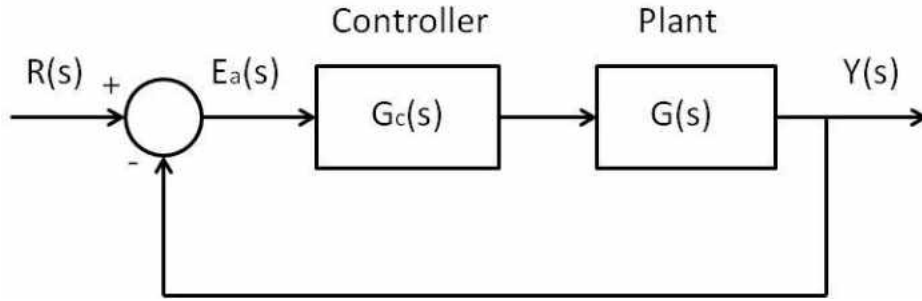 Controller Plant
R(s) + Ea(s) Y(s)
Gc(s) G(s)
-